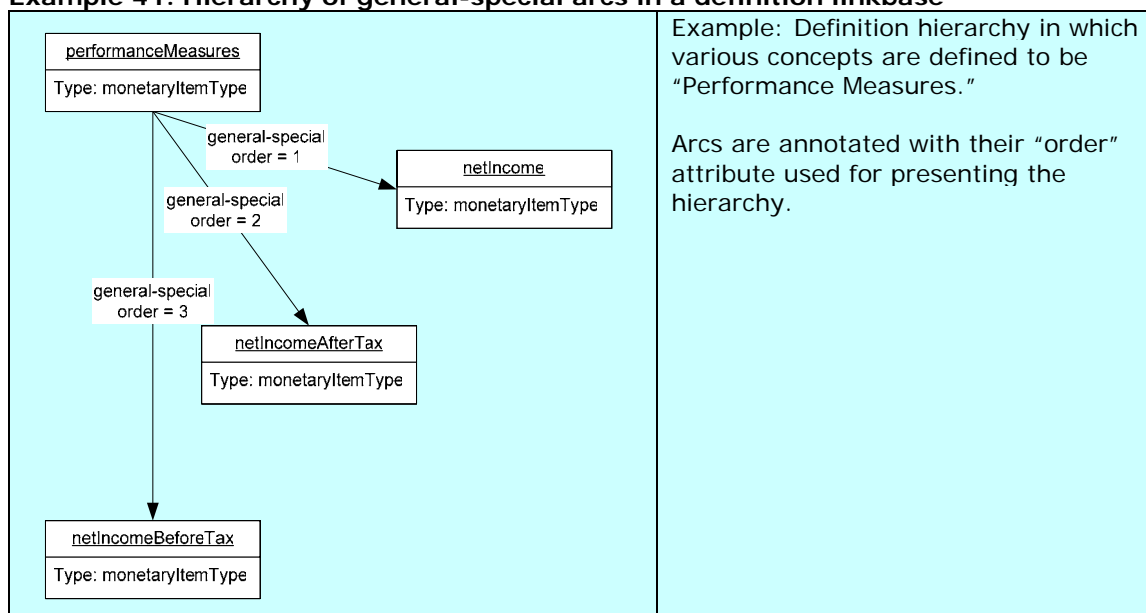 Example 41: Hierarchy of general-special arcs in a definition linkbase
performanceMeasures
Type: monetaryItemType
general-special
order = 1
netIncome
Type: monetaryItemType
general-special
order = 2
general-special
order = 3
netIncomeAfterTax
Type: monetaryItemType
netIncomeBeforeTax
Type: monetaryItemType
Example: Definition hierarchy in which
various concepts are defined to be
“Performance Measures.”
Arcs are annotated with their “order”
attribute used for presenting the
hierarchy.